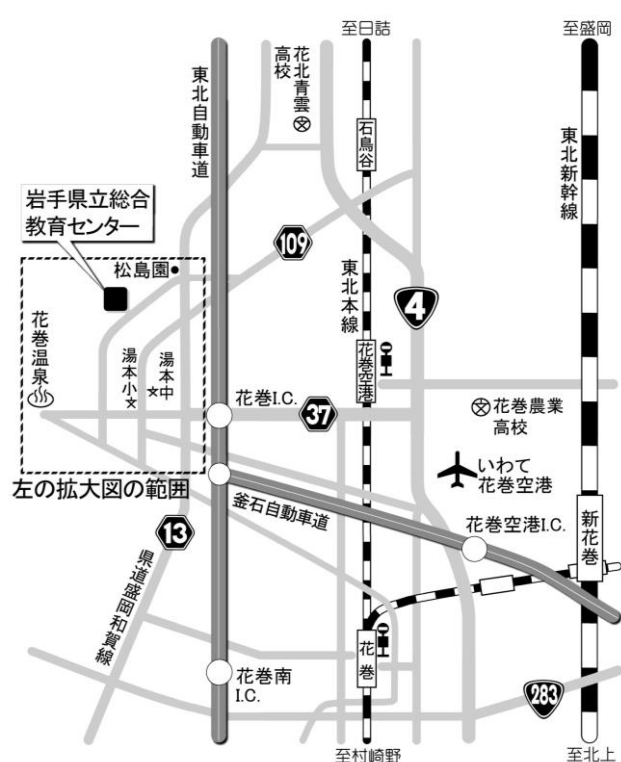 至日詰
至盛岡
花北青雲
高校
東北自動車道
石鳥谷
東北新幹線
岩手県立総合
教育センター
109
松島園
東北本線
4
花巻温泉
湯本小
湯本中
花巻空港
花巻I.C.
37
花巻農業
高校
いわて
花巻空港
左の拡大図の範囲
釜石自動車道
花巻空港I.C.
新花巻
13
県道盛岡和賀線
花巻
花巻南
I.C.
283
至村崎野
至北上